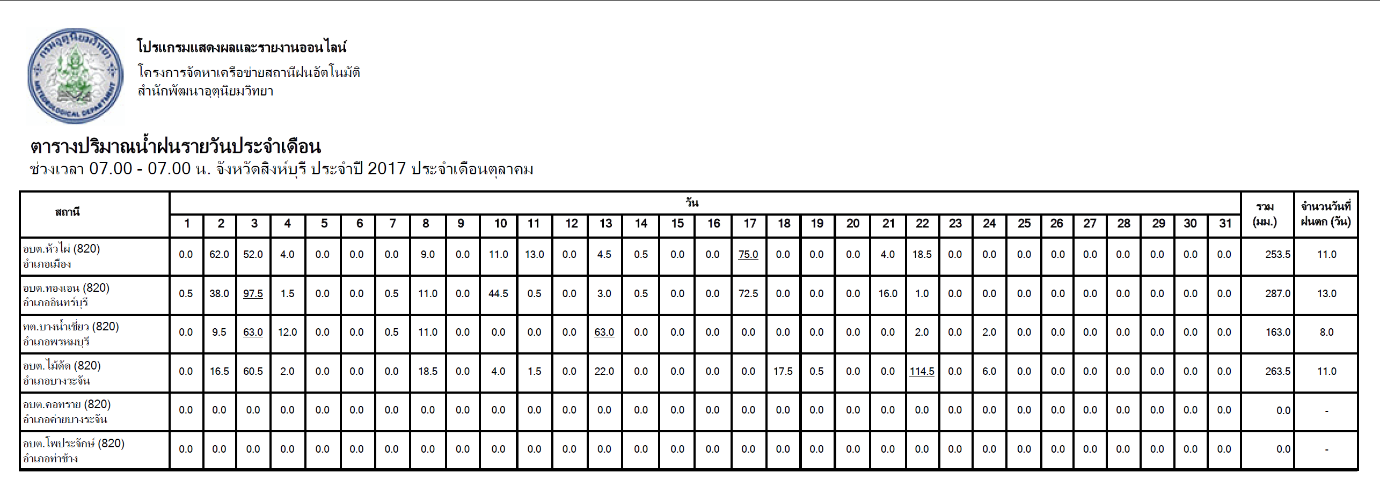 กรมอุตุนิยมวิทยา
METEOROLOGICAL DEPARTMENT
โปรแกรมแสดงผลและรายงานออนไลน์
โครงการจัดหาเครือข่ายสถานีฝนอัตโนมัติ
สำนักพัฒนาอุตุนิยมวิทยา
ตารางปริมาณน้ำฝนรายวันประจำเดือน
ช่วงเวลา 07.00 - 07.00 น. จังหวัดสิงห์บุรี ประจำปี 2017 ประจำเดือนตุลาคม
สถานี วัน รวม (มม.) จำนวนวันที่ ฝนตก (วัน)
1 2 3 4 5 6 7 8 9 10 11 12 13 14 15 16 17 18 19 20 21 22 23 24 25 26 27 28 29 30 31
อบต.หัวไผ่ (820)
อำเภอเมือง
0.0 62.0 52.0 4.0 0.0 0.0 0.0 9.0 0.0 11.0 13.0 0.0 4.5 0.5 0.0 0.0 75.0 0.0 0.0 0.0 4.0 18.5 0.0 0.0 0.0 0.0 0.0 0.0 0.0 0.0 0.0 253.5 11.0
อบต.ทองเอน (820)
อำเภออินทร์บุรี
0.5 38.0 97.5 1.5 0.0 0.0 0.5 11.0 0.0 44.5 0.5 0.0 3.0 0.5 0.0 0.0 72.5 0.0 0.0 0.0 16.0 1.0 0.0 0.0 0.0 0.0 0.0 0.0 0.0 0.0 0.0 287.0 13.0
ทต.บางน้ำเชี่ยว (820)
อำเภอพรหมบุรี
0.0 9.5 63.0 12.0 0.0 0.0 0.5 11.0 0.0 0.0 0.0 0.0 63.0 0.0 0.0 0.0 0.0 0.0 0.0 0.0 0.0 2.0 0.0 2.0 0.0 0.0 0.0 0.0 0.0 0.0 0.0 163.0 8.0
อบต.ไม้ดัด (820)
อำเภอบางระจัน
0.0 16.5 60.5 2.0 0.0 0.0 0.0 18.5 0.0 4.0 1.5 0.0 22.0 0.0 0.0 0.0 0.0 17.5 0.5 0.0 0.0 114.5 0.0 6.0 0.0 0.0 0.0 0.0 0.0 0.0 0.0 263.5 11.0
อบต.คอทราย (820)
อำเภอค่ายบางระจัน
0.0 0.0 0.0 0.0 0.0 0.0 0.0 0.0 0.0 0.0 0.0 0.0 0.0 0.0 0.0 0.0 0.0 0.0 0.0 0.0 0.0 0.0 0.0 0.0 0.0 0.0 0.0 0.0 0.0 0.0 0.0 0.0 -
อบต.โพประจักษ์ (820)
อำเภอท่าช้าง
0.0 0.0 0.0 0.0 0.0 0.0 0.0 0.0 0.0 0.0 0.0 0.0 0.0 0.0 0.0 0.0 0.0 0.0 0.0 0.0 0.0 0.0 0.0 0.0 0.0 0.0 0.0 0.0 0.0 0.0 0.0 0.0 -